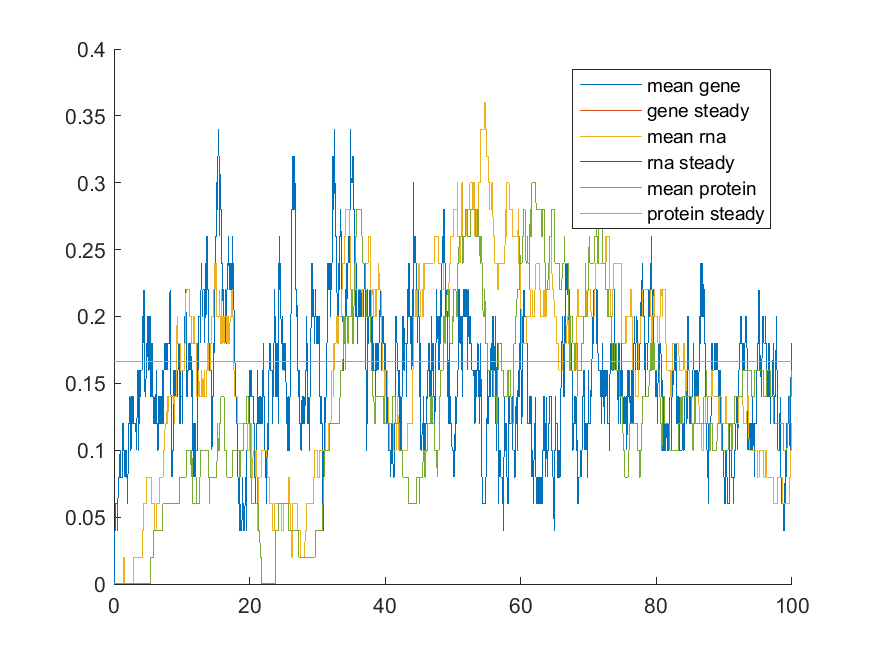 0.4
0.35
0.3
0.25
0.2
0.15
0.1
0.05
0
0 20 40 60 80 100
mean gene
gene steady
mean rna
rna steady
mean protein
protein steady